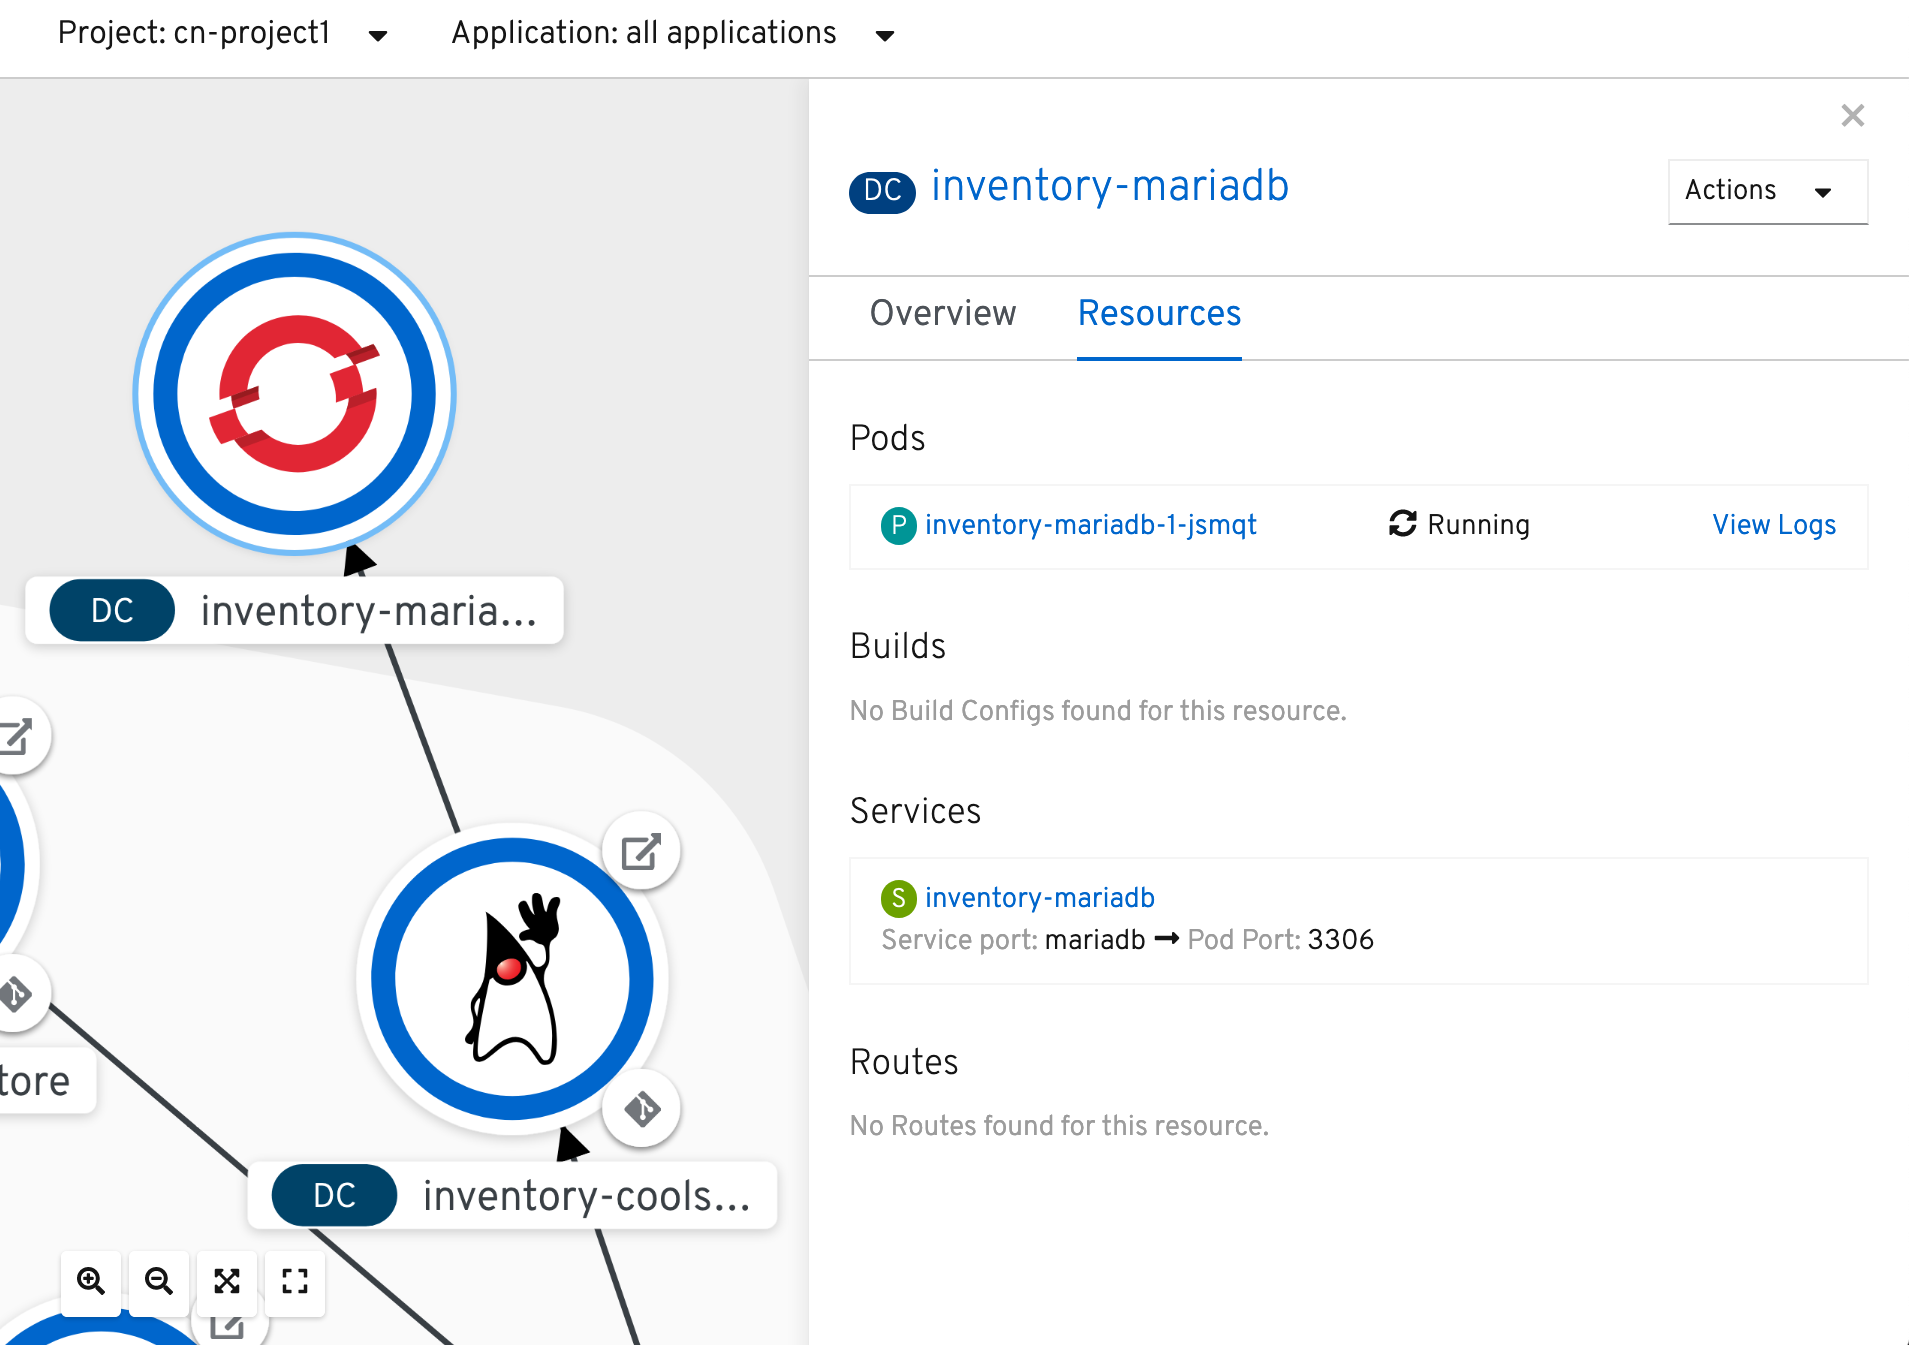 Project: cn-project1
Application: all applications
DC inventory-mariadb
Actions
Overview
Resources
Pods
P inventory-mariadb-1-jsmqt
Running
View Logs
Builds
No Build Configs found for this resource.
Services
S inventory-mariadb
Service port: mariadb → Pod Port: 3306
Routes
No Routes found for this resource.
DC inventory-maria...
tore
DC inventory-cools...